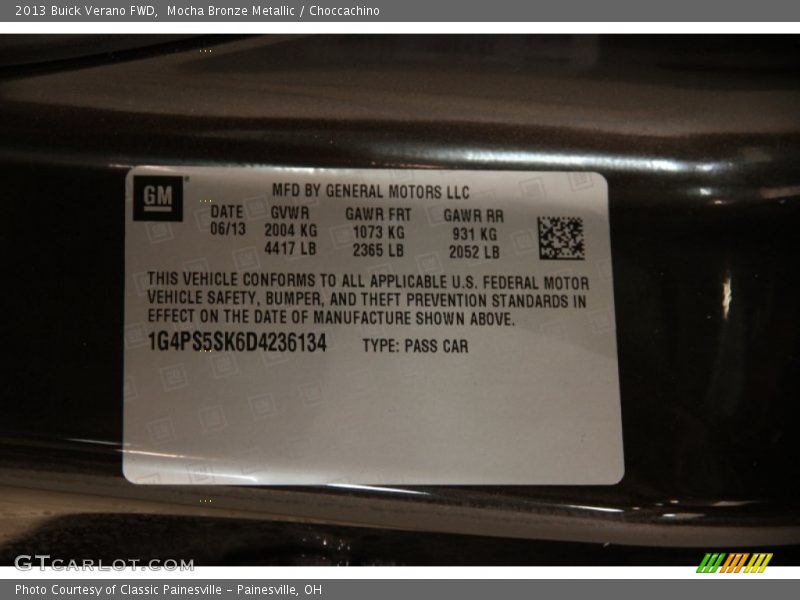 2013 Buick Verano FWD, Mocha Bronze Metallic / Choccachino
GM®
MFD BY GENERAL MOTORS LLC
DATE GVWR GAWR FRT GAWR RR
06/13 2004 KG 1073 KG 931 KG
4417 LB 2365 LB 2052 LB
THIS VEHICLE CONFORMS TO ALL APPLICABLE U.S. FEDERAL MOTOR
VEHICLE SAFETY, BUMPER, AND THEFT PREVENTION STANDARDS IN
EFFECT ON THE DATE OF MANUFACTURE SHOWN ABOVE.
1G4PS5SK6D4236134 TYPE: PASS CAR
GTCARLOT.COM
Photo Courtesy of Classic Painesville - Painesville, OH